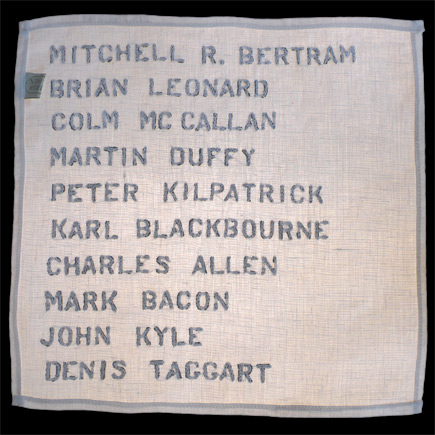 MITCHELL R. BERTRAM
BRIAN LEONARD
COLM MC CALLAN
MARTIN DUFFY
PETER KILPATRICK
KARL BLACKBOURNE
CHARLES ALLEN
MARK BACON
JOHN KYLE
DENIS TAGGART